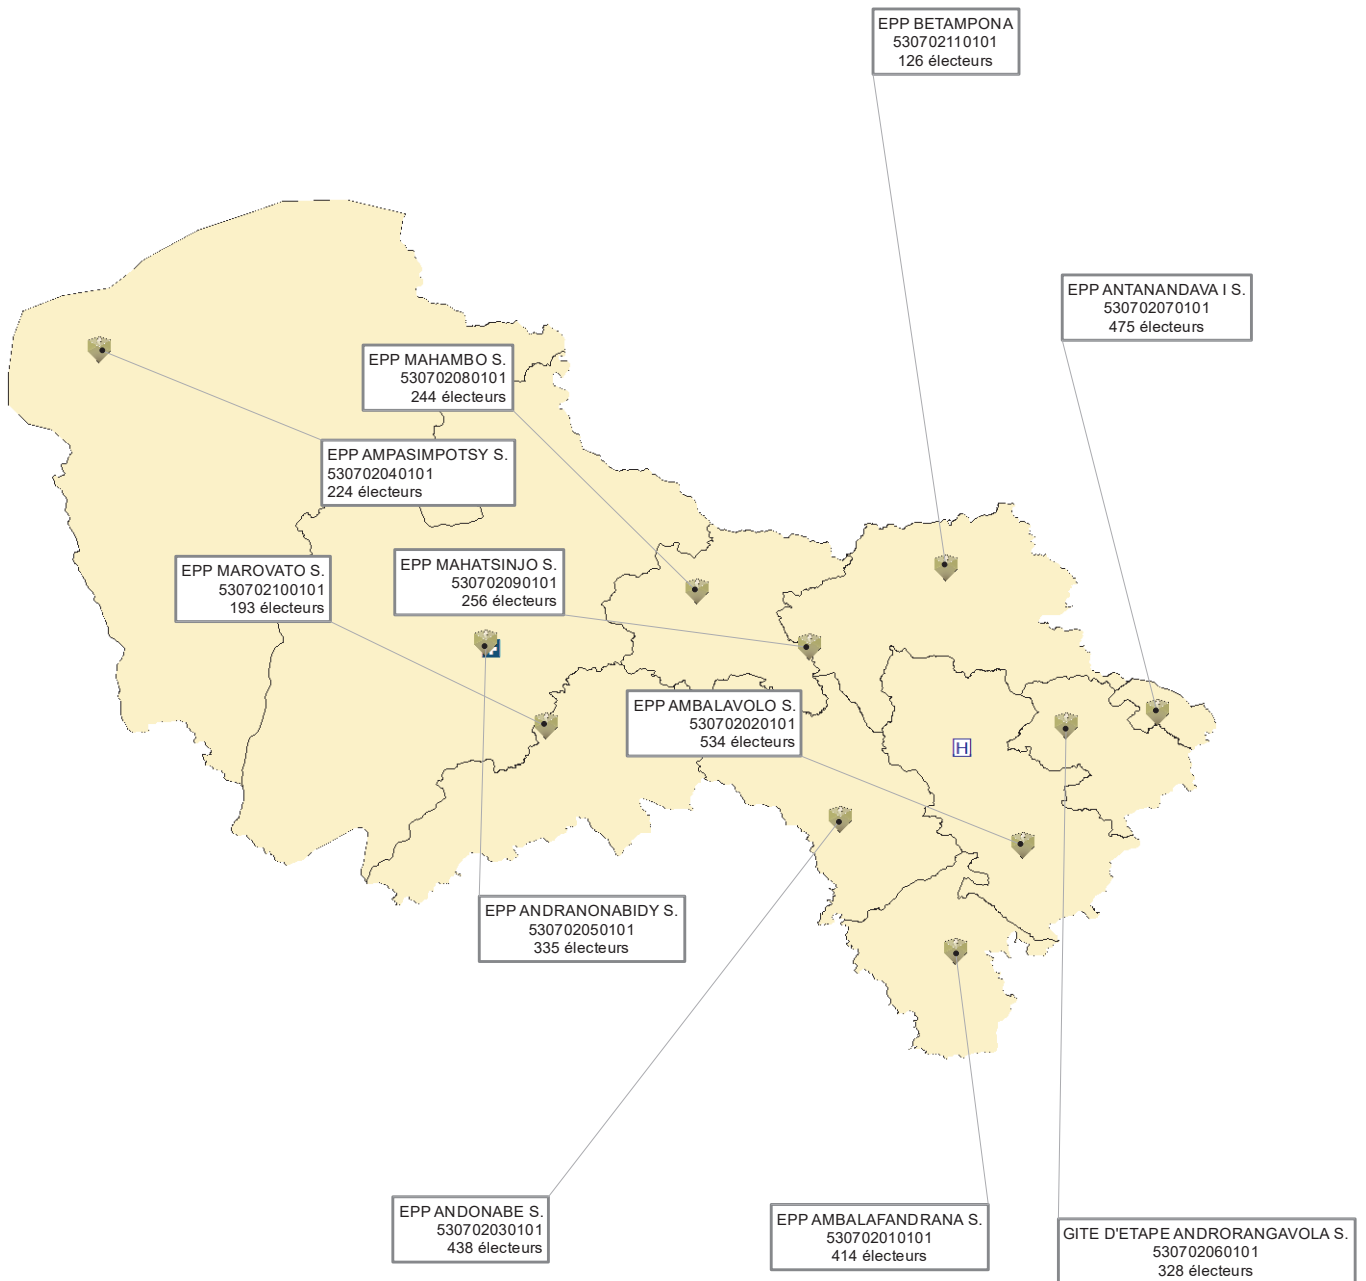 EPP BETAMPONA
530702110101
126 électeurs
EPP ANTANANDAVA I S.
530702070101
475 électeurs
EPP MAHAMBO S.
530702080101
244 électeurs
EPP AMPASIMPOTSY S.
530702040101
224 électeurs
EPP MAHATSINJO S.
530702090101
256 électeurs
EPP MAROVATO S.
530702100101
193 électeurs
EPP AMBALAVOLO S.
530702020101
534 électeurs
H
EPP ANDRANONABIDY S.
530702050101
335 électeurs
EPP ANDONABE S.
530702030101
438 électeurs
EPP AMBALAFANDRANA S.
530702010101
414 électeurs
GITE D'ETAPE ANDRORANGAVOLA S.
530702060101
328 électeurs